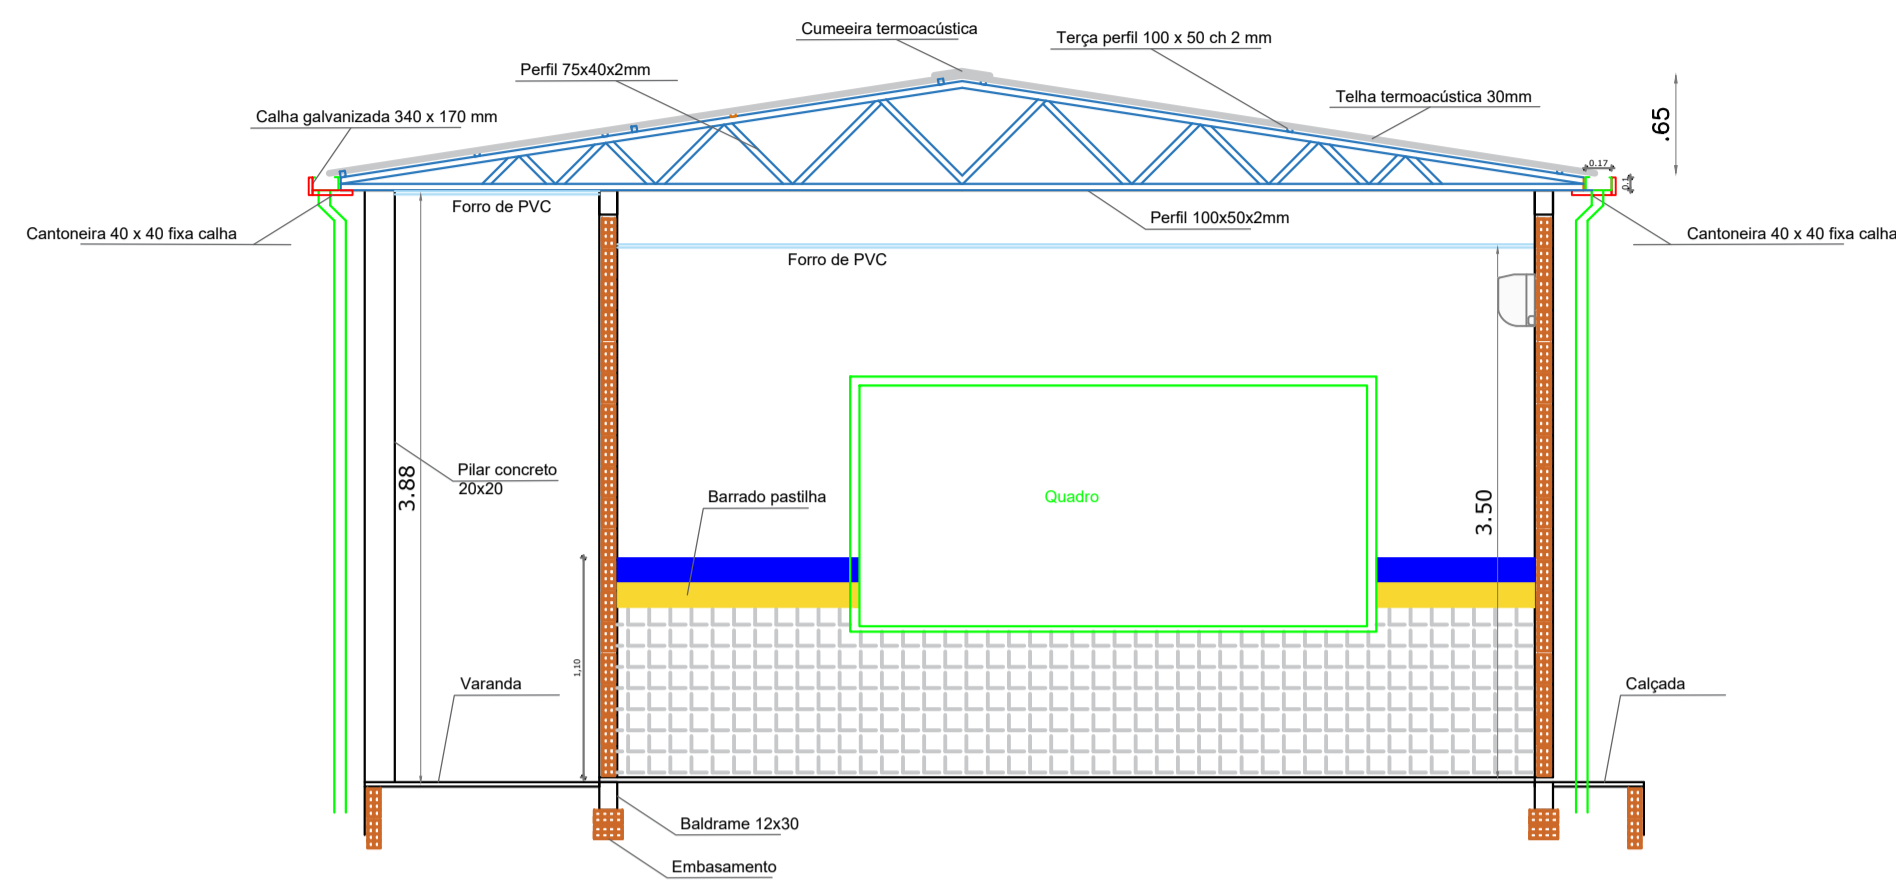 Cumeeira termoacústica
Terça perfil 100 x 50 ch 2 mm
Perfil 75x40x2mm
Telha termoacústica 30mm
Calha galvanizada 340 x 170 mm
.65
0.17
0.1
Forro de PVC
Perfil 100x50x2mm
Cantoneira 40 x 40 fixa calha
Cantoneira 40 x 40 fixa calha
Forro de PVC
Pilar concreto
20x20
3.88
Barrado pastilha
Quadro
3.50
1,10
Varanda
Calçada
Baldrame 12x30
Embasamento